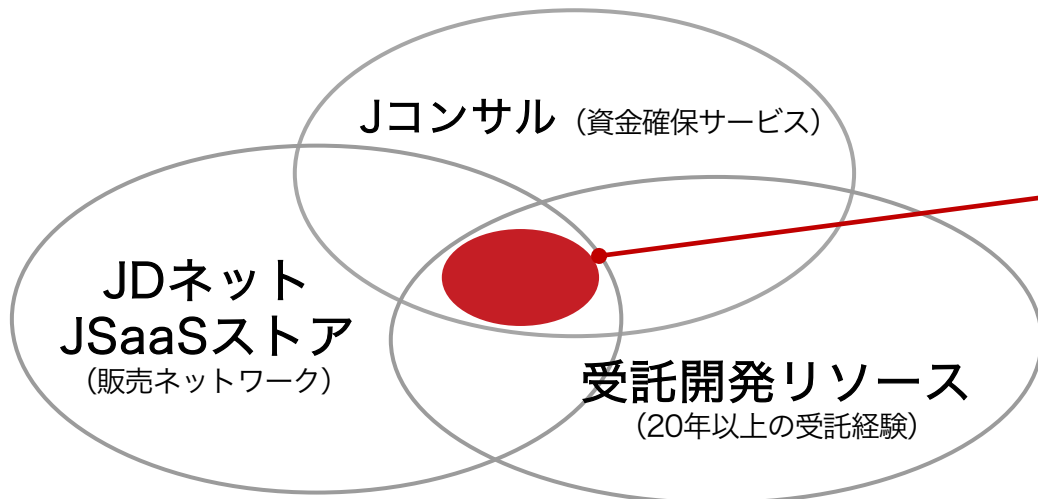 Jコンサル（資金確保サービス）
JDネット
JSaaSストア
（販売ネットワーク）
受託開発リソース
（20年以上の受託経験）